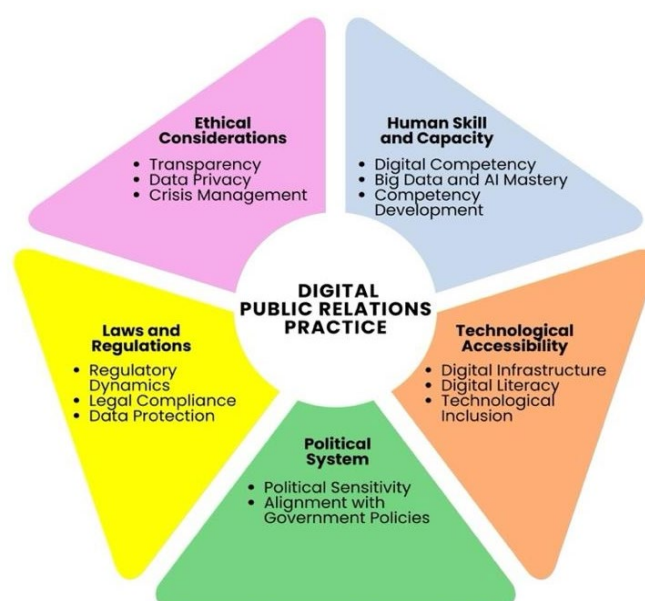 Ethical
Considerations
• Transparency
• Data Privacy
• Crisis Management
Human Skill
and Capacity
• Digital Competency
• Big Data and AI Mastery
• Competency
Development
DIGITAL
PUBLIC RELATIONS
PRACTICE
Laws and
Regulations
• Regulatory
Dynamics
• Legal Compliance
• Data Protection
Technological
Accessibility
• Digital Infrastructure
• Digital Literacy
• Technological
Inclusion
Political
System
• Political Sensitivity
• Alignment with
Government Policies